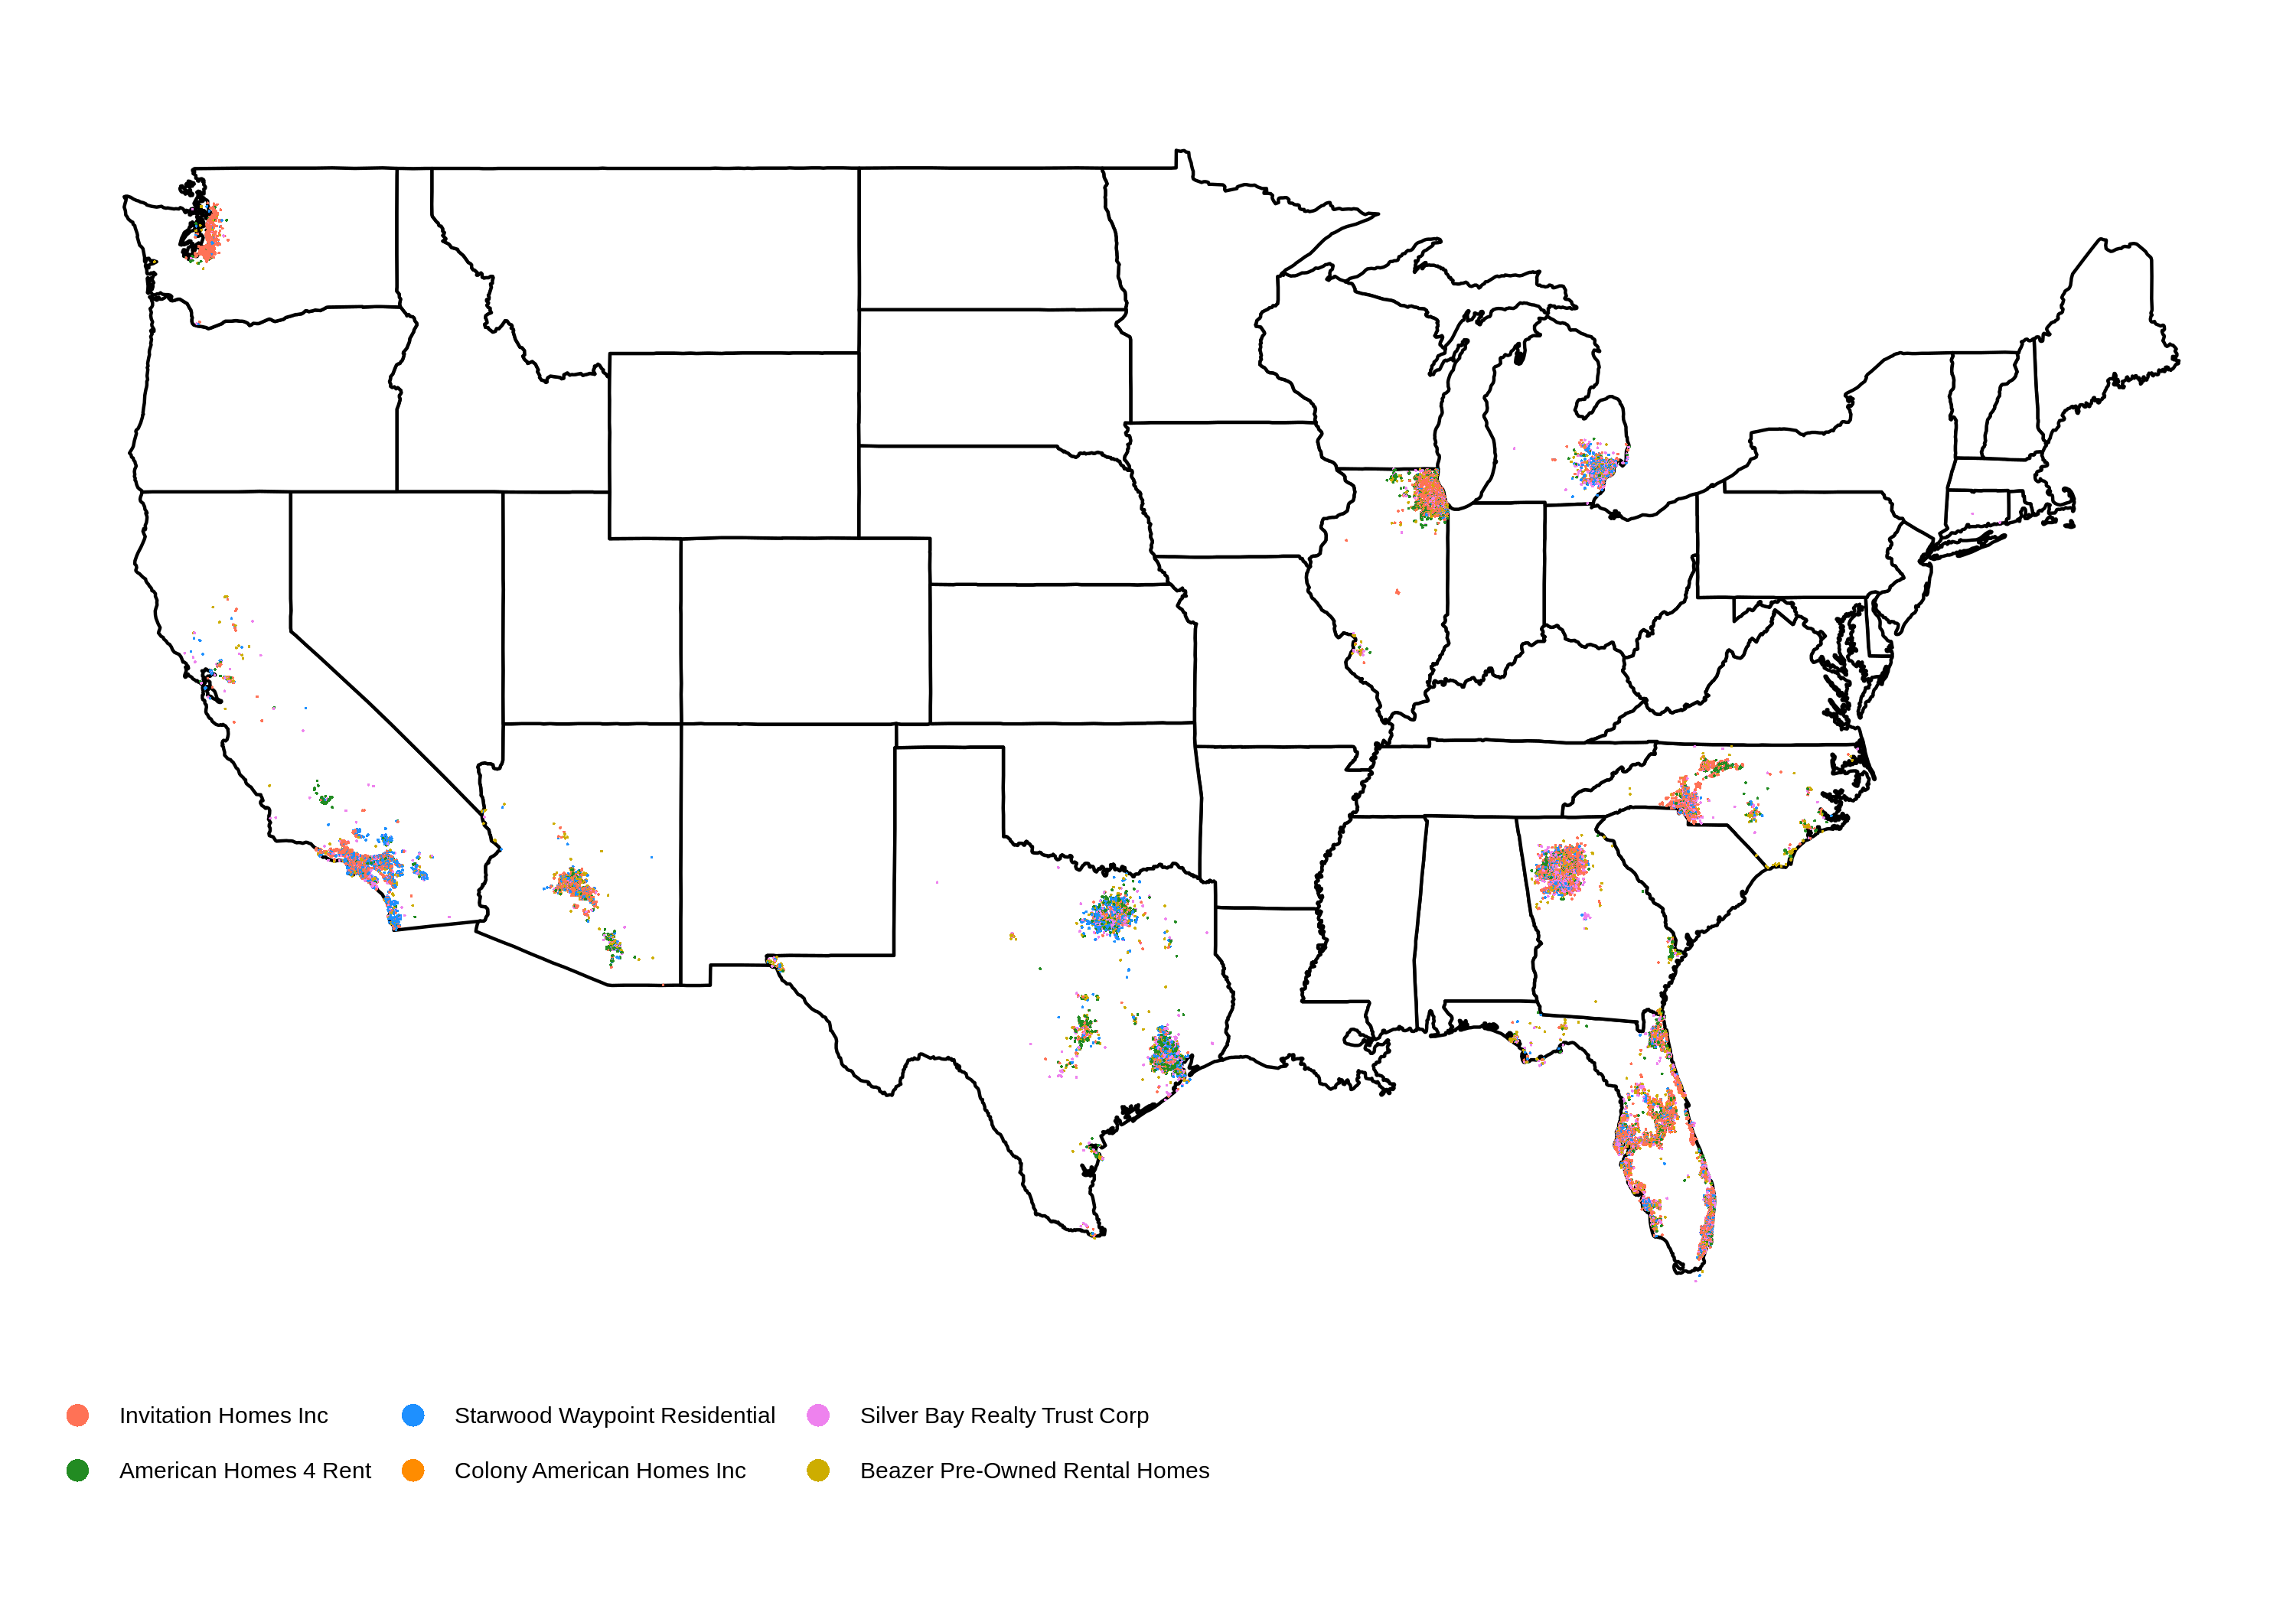 Invitation Homes Inc
Starwood Waypoint Residential
Silver Bay Realty Trust Corp
American Homes 4 Rent
Colony American Homes Inc
Beazer Pre-Owned Rental Homes